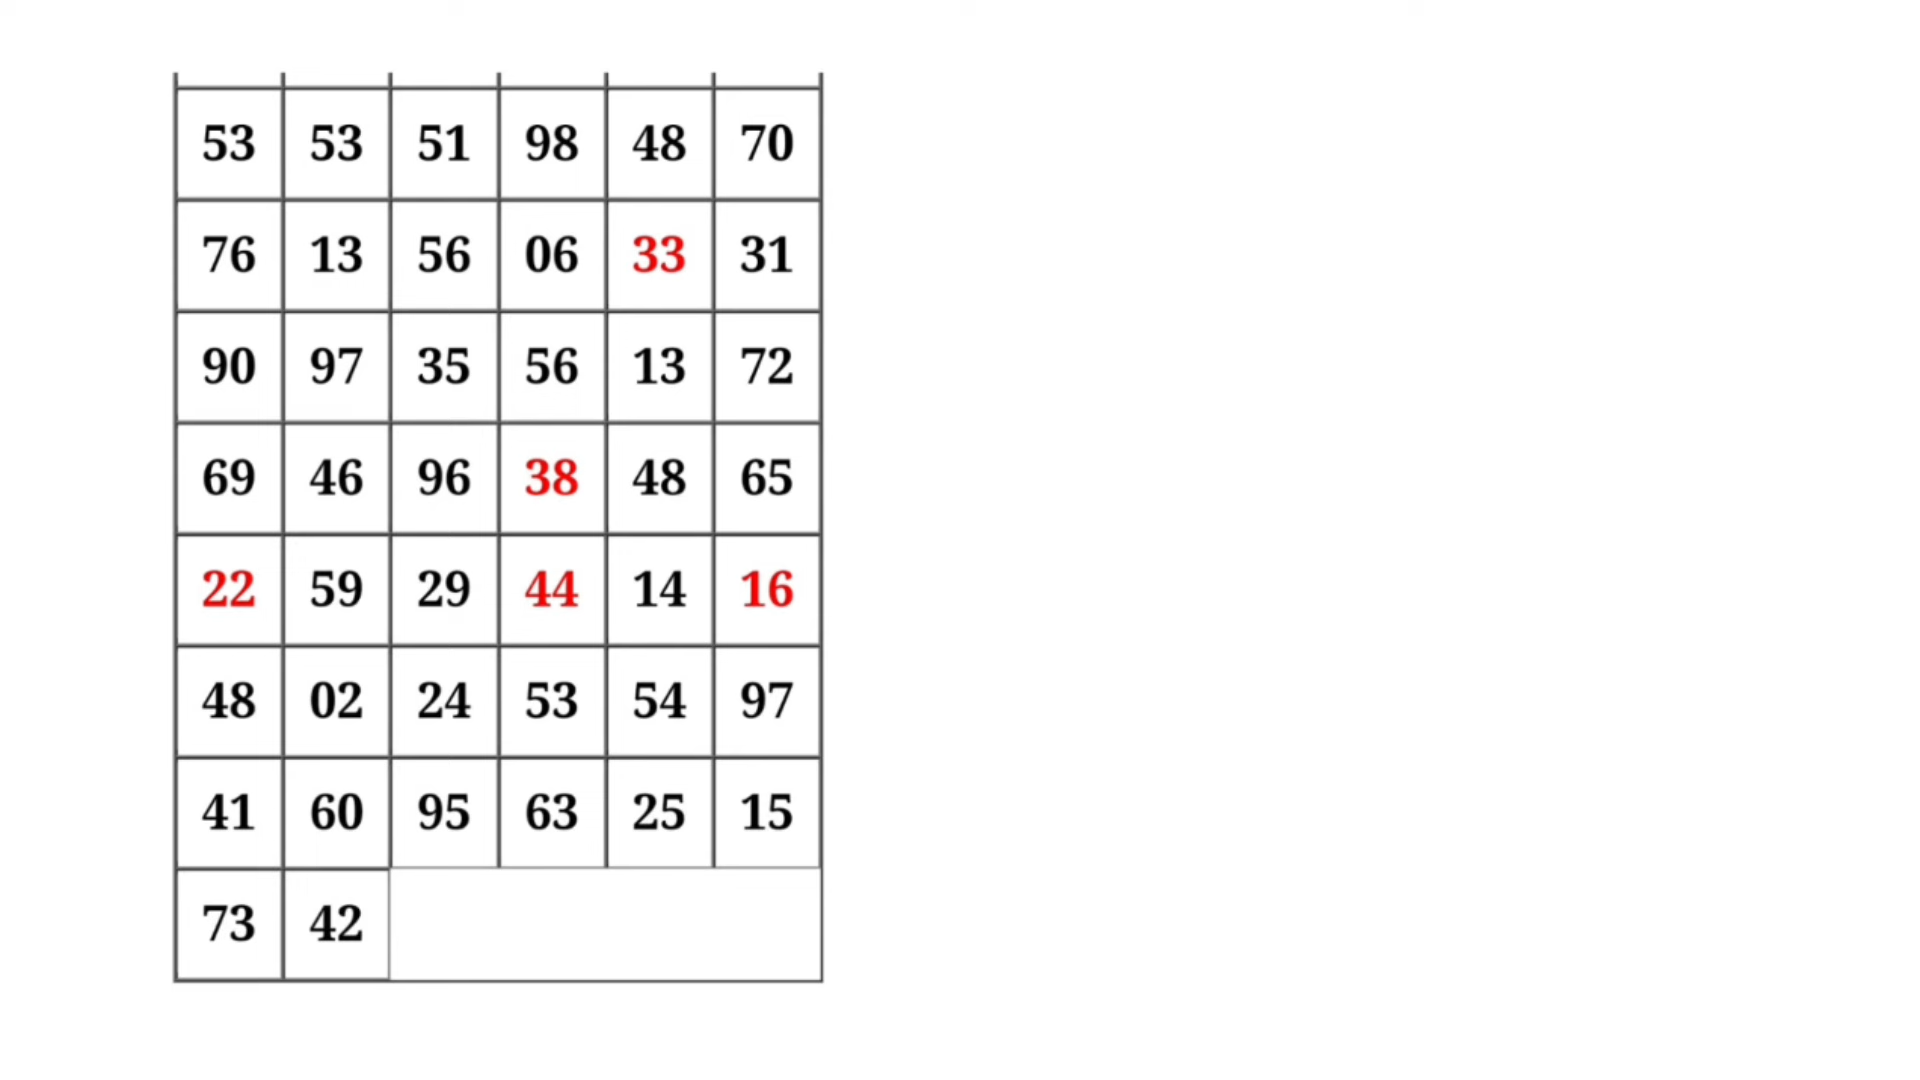 53 53 51 98 48 70
76 13 56 06 33 31
90 97 35 56 13 72
69 46 96 38 48 65
22 59 29 44 14 16
48 02 24 53 54 97
41 60 95 63 25 15
73 42